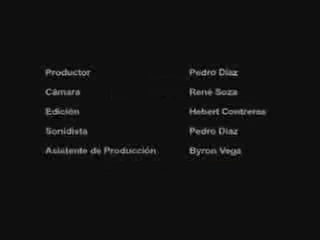 Productor Pedro Díaz
Cámara René Soza
Edición Hebert Contreras
Sonidista Pedro Díaz
Asistente de Producción Byron Vega